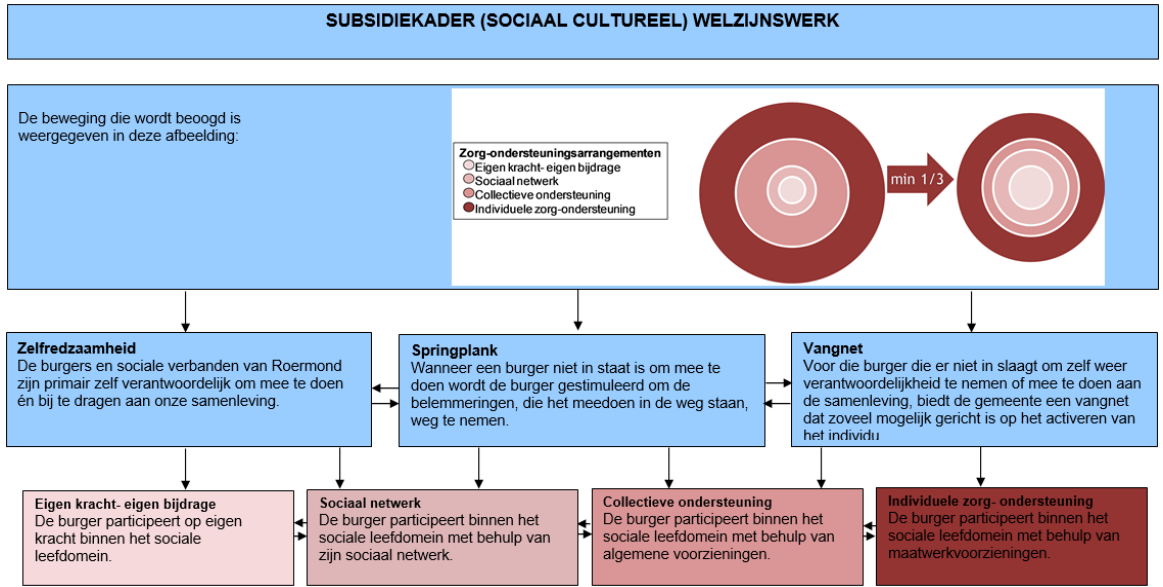 SUBSIDIEKADER (SOCIAAL CULTUREEL) WELZIJNSWERK
De beweging die wordt beoogd is
weergegeven in deze afbeelding:
Zorg-ondersteuningsarrangementen
Eigen kracht- eigen bijdrage
Sociaal netwerk
Collectieve ondersteuning
Individuele zorg-ondersteuning
min 1/3
Zelfredzaamheid
De burgers en sociale verbanden van Roermond
zijn primair zelf verantwoordelijk om mee te doen
én bij te dragen aan onze samenleving.
Springplank
Wanneer een burger niet in staat is om mee te
doen wordt de burger gestimuleerd om de
belemmeringen, die het meedoen in de weg staan,
weg te nemen.
Vangnet
Voor die burger die er niet in slaagt om zelf weer
verantwoordelijkheid te nemen of mee te doen aan
de samenleving, biedt de gemeente een vangnet
dat zoveel mogelijk gericht is op het activeren van
het individu
Eigen kracht- eigen bijdrage
De burger participeert op eigen
kracht binnen het sociale
leefdomein.
Sociaal netwerk
De burger participeert binnen het
sociale leefdomein met behulp van
zijn sociaal netwerk.
Collectieve ondersteuning
De burger participeert binnen het
sociale leefdomein met behulp van
algemene voorzieningen.
Individuele zorg- ondersteuning
De burger participeert binnen het
sociale leefdomein met behulp van
maatwerkvoorzieningen.